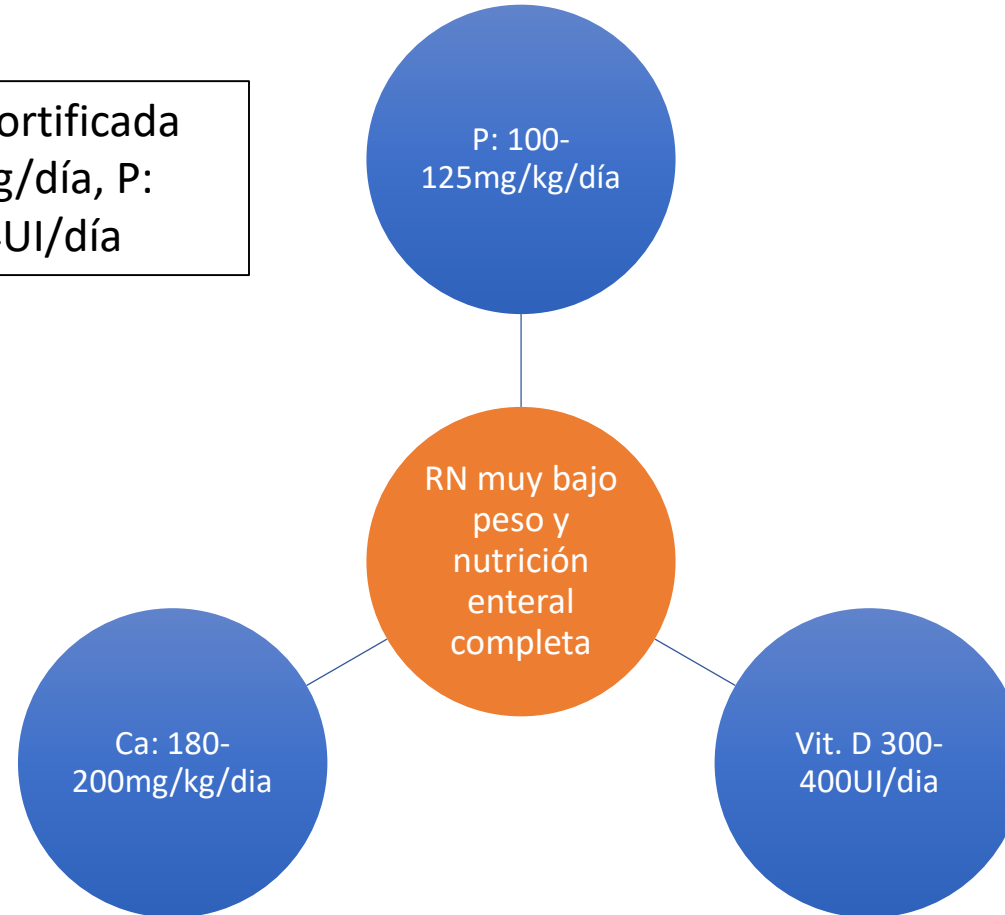 ortificada
g/día, P:
UI/día
P: 100-
125mg/kg/día
RN muy bajo
peso y
nutrición
enteral
completa
Ca: 180-
200mg/kg/dia
Vit. D 300-
400UI/dia